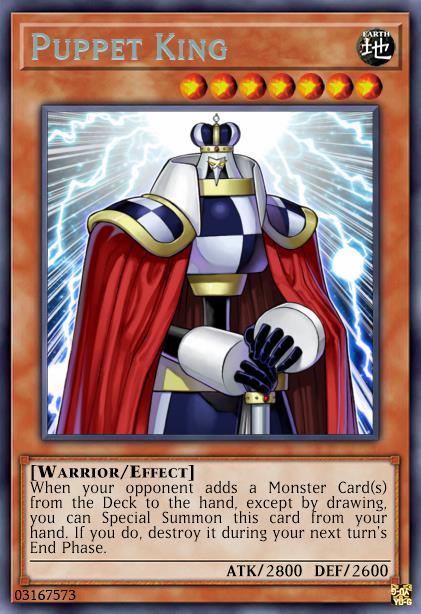 Puppet King
EARTH
地
[Warrior/Effect]
When your opponent adds a Monster Card(s)
from the Deck to the hand, except by drawing,
you can Special Summon this card from your
hand. If you do, destroy it during your next turn's
End Phase.
ATK/2800 DEF/2600
03167573